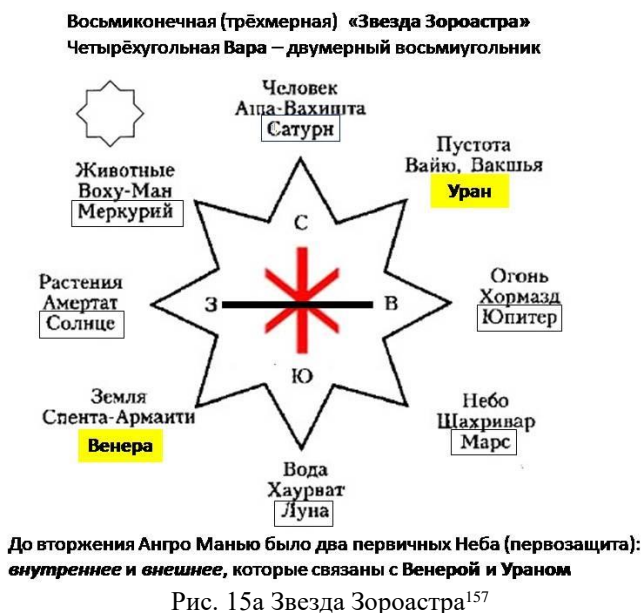 Восьмиконечная (трёхмерная) «Звезда Зороастра»
Четырёхугольная Вара – двумерный восьмиугольник
Человек
Аша-Вахишта
Сатурн
Пустота
Вайю, Вакшья
Уран
Животные
Воху-Ман
Меркурий
С
Растения
Амертат
Солнце
З
В
Огонь
Хормазд
Юпитер
Ю
Земля
Спента-Армаити
Венера
Небо
Шахривар
Марс
Вода
Хаурват
Луна
До вторжения Ангро Манью было два первичных Неба (первозащита):
внутреннее и внешнее, которые связаны с Венерой и Ураном
Рис. 15а Звезда Зороастра157